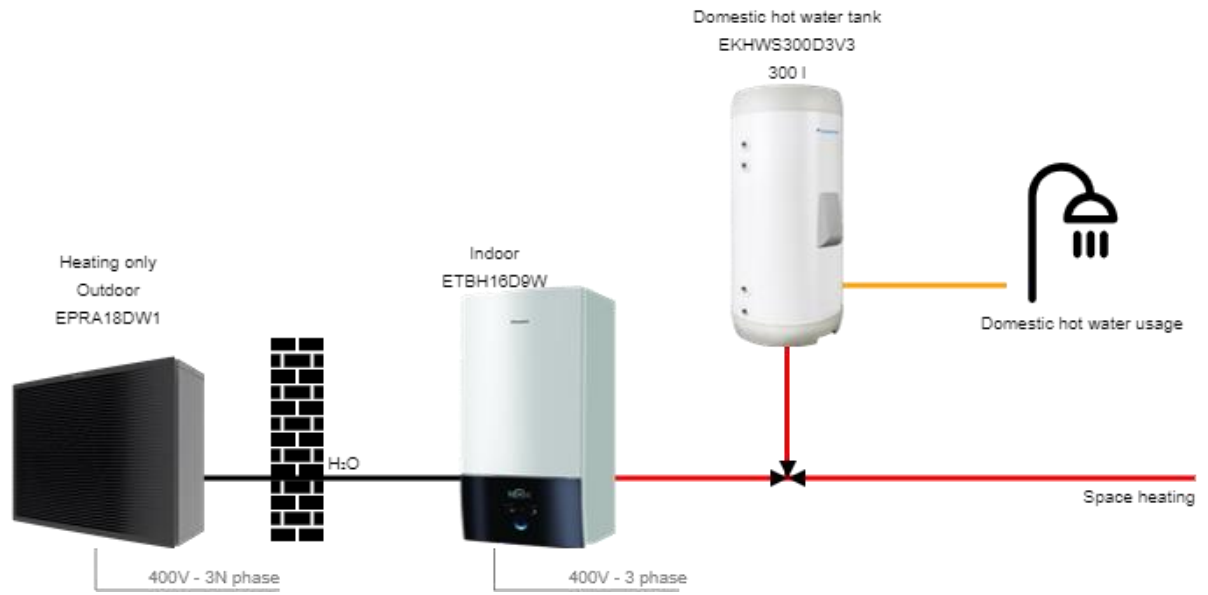 Domestic hot water tank
EKHWS300D3V3
300 l
Indoor
ETBH16D9W
Heating only
Outdoor
EPRA18DW1
Domestic hot water usage
H₂O
Space heating
400V - 3N phase
400V - 3 phase